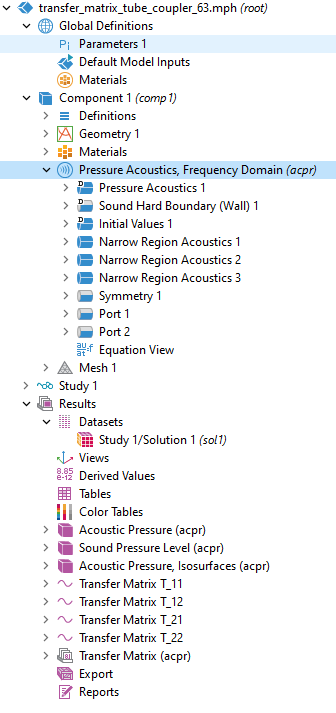 transfer_matrix_tube_coupler_63.mph (root)
Global Definitions
Pi Parameters 1
Default Model Inputs
Materials
Component 1 (comp1)
Definitions
Geometry 1
Materials
Pressure Acoustics, Frequency Domain (acpr)
D Pressure Acoustics 1
D Sound Hard Boundary (Wall) 1
D Initial Values 1
Narrow Region Acoustics 1
Narrow Region Acoustics 2
Narrow Region Acoustics 3
Symmetry 1
Port 1
Port 2
Equation View
Mesh 1
Study 1
Results
Datasets
Study 1/Solution 1 (sol1)
Views
8.85 e-12 Derived Values
Tables
Color Tables
Acoustic Pressure (acpr)
Sound Pressure Level (acpr)
Acoustic Pressure, Isosurfaces (acpr)
Transfer Matrix T_11
Transfer Matrix T_12
Transfer Matrix T_21
Transfer Matrix T_22
Transfer Matrix (acpr)
Export
Reports